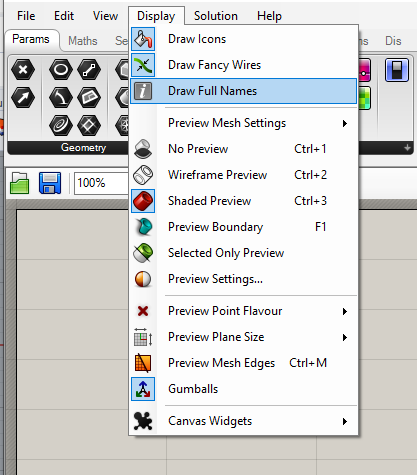 File Edit View Display Solution Help
Params Maths Se Dis
Draw Icons
Draw Fancy Wires
Draw Full Names
Preview Mesh Settings
Geometry
No Preview Ctrl+1
100% Wireframe Preview Ctrl+2
Shaded Preview Ctrl+3
Preview Boundary F1
Selected Only Preview
Preview Settings...
Preview Point Flavour
Preview Plane Size
Preview Mesh Edges Ctrl+M
Gumballs
Canvas Widgets